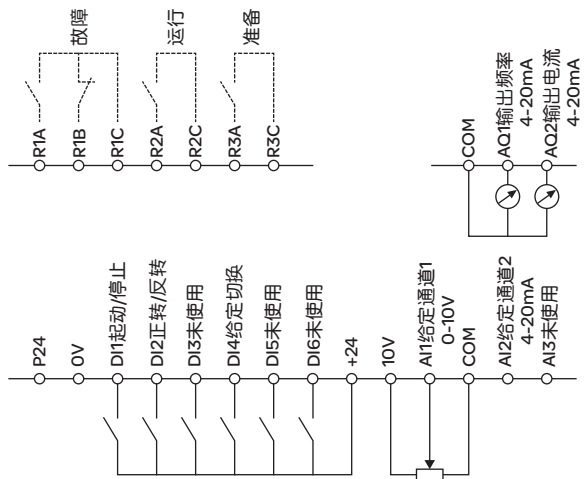 故障
运行
准备
R1A
R1B
R1C
R2A
R2C
R3A
R3C
COM
AQ1输出频率
4-20mA
AQ2输出电流
4-20mA
P24
0V
DI1起动/停止
DI2正转/反转
DI3未使用
DI4给定切换
DI5未使用
DI6未使用
+24
10V
AI1给定通道1
0-10V
COM
AI2给定通道2
4-20mA
AI3未使用